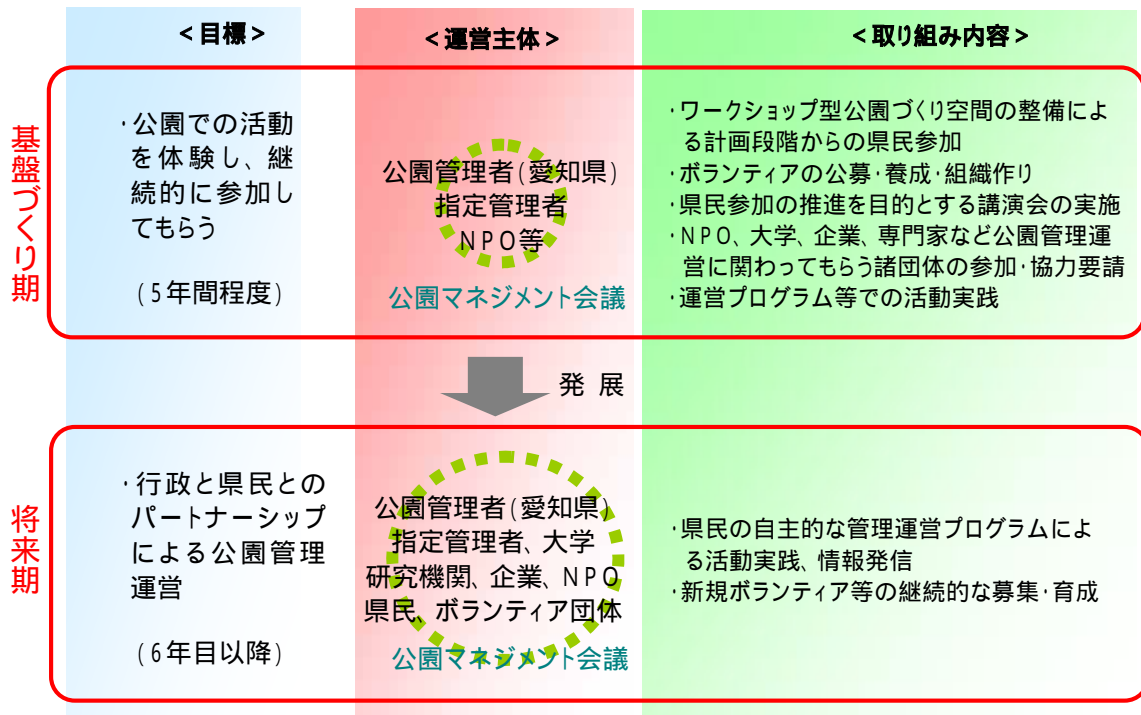 <目標>
<運営主体>
<取り組み内容>
基盤づくり期
・公園での活動
を体験し、継
続的に参加し
てもらう
(5年間程度)
公園管理者(愛知県)
指定管理者
NPO等
公園マネジメント会議
・ワークショップ型公園づくり空間の整備によ
る計画段階からの県民参加
・ボランティアの公募・養成・組織作り
・県民参加の推進を目的とする講演会の実施
・NPO、大学、企業、専門家など公園管理運
営に関わってもらう諸団体の参加・協力要請
・運営プログラム等での活動実践
発 展
将来期
・行政と県民との
パートナーシップ
による公園管理
運営
(6年目以降)
公園管理者(愛知県)
指定管理者、大学
研究機関、企業、NPO
県民、ボランティア団体
公園マネジメント会議
・県民の自主的な管理運営プログラムによ
る活動実践、情報発信
・新規ボランティア等の継続的な募集・育成